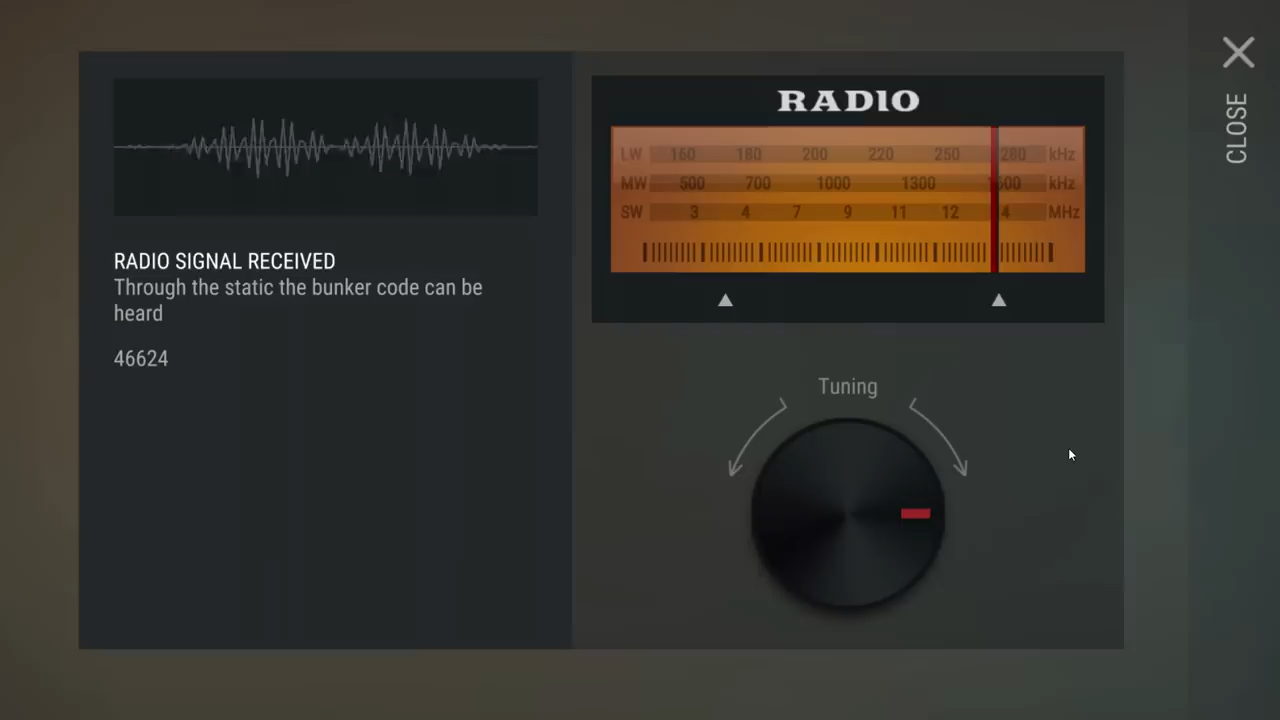 RADIO SIGNAL RECEIVED
Through the static the bunker code can be
heard
46624
RADIO
LW 160 180 200 220 250 280 kHz
MW 500 700 1000 1300 1600 kHz
SW 3 4 7 9 11 12 4 MHz
Tuning
CLOSE